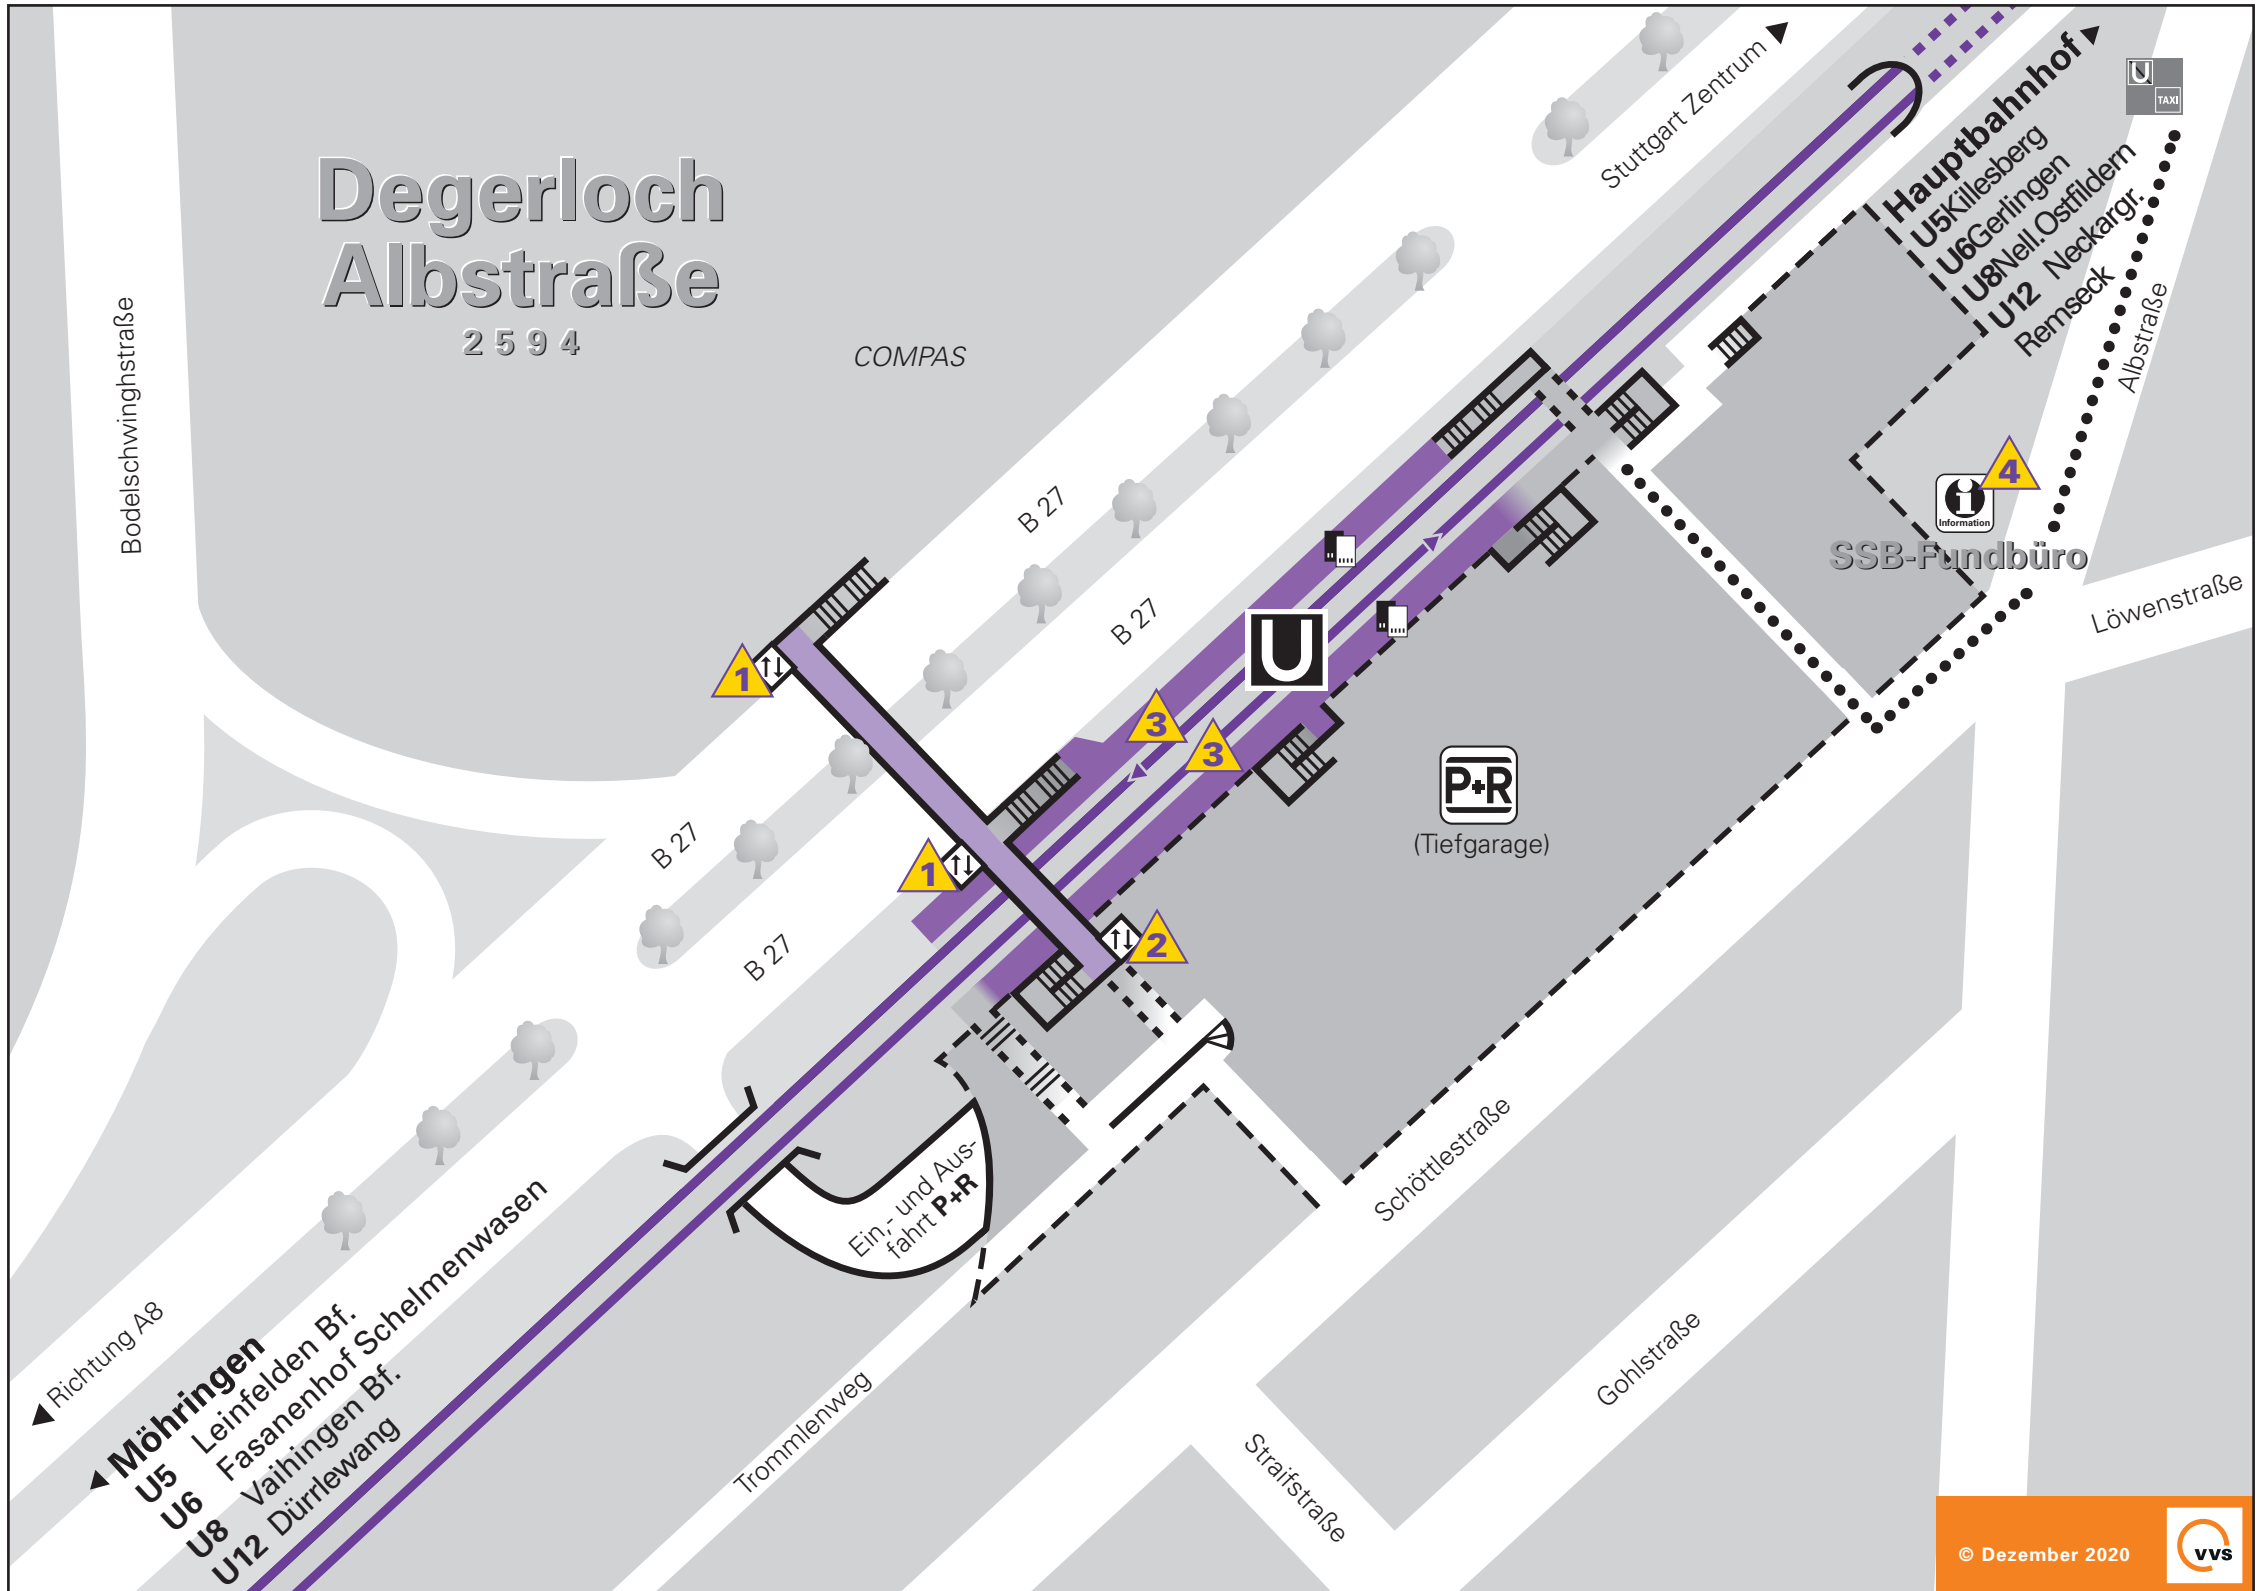 Degerloch
Albstraße
2594
COMPAS
Bodelschwinghstraße
Stuttgart Zentrum
Hauptbahnhof
U5 Killesberg
U6 Gerlingen
U8 Nell.Ostfildern
U12 Neckargr.
Remseck
U
TAXI
Albstraße
4
i
Information
SSB-Fundbüro
Löwenstraße
B 27
B 27
U
1
3
3
1
2
P+R
(Tiefgarage)
B 27
B 27
Ein,- und Aus-
fahrt P+R
Schöttlestraße
Gohlstraße
Straifstraße
Trommlenweg
Richtung A8
Möhringen
U5 Leinfelden Bf.
U6 Fasanenhof Schelmenwasen
U8 Vaihingen Bf.
U12 Dürrlewang
© Dezember 2020
vvs